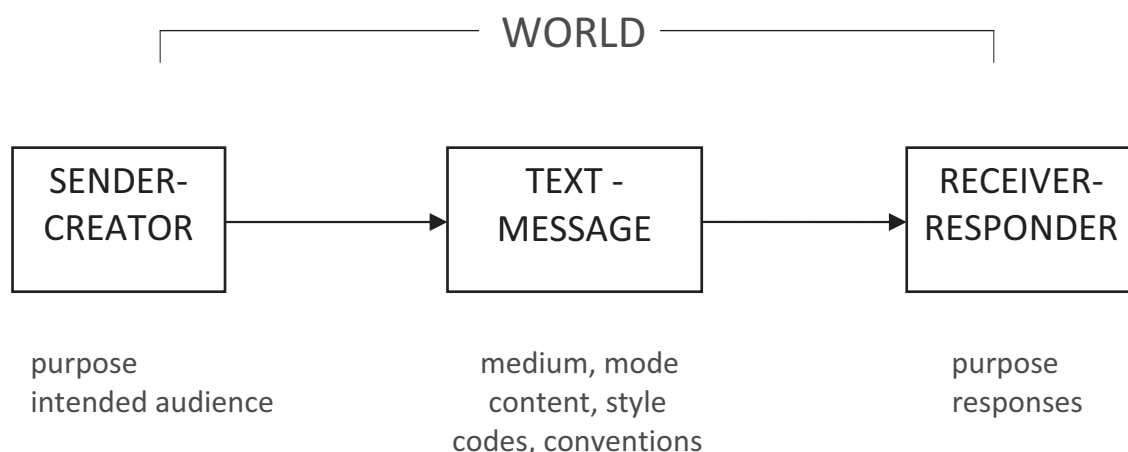 WORLD
SENDER-
CREATOR
TEXT -
MESSAGE
RECEIVER-
RESPONDER
purpose
intended audience
medium, mode
content, style
codes, conventions
purpose
responses